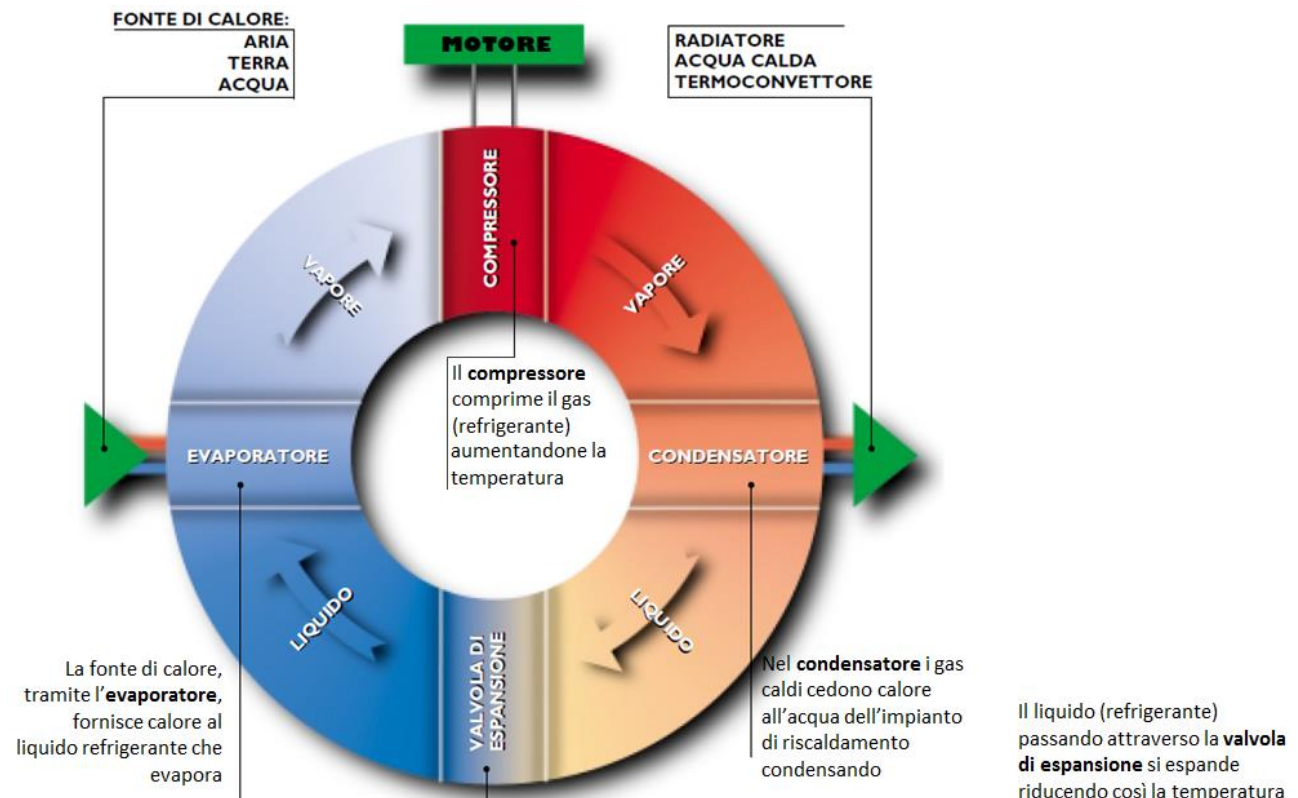 FONTE DI CALORE:
ARIA
TERRA
ACQUA
MOTORE
RADIATORE
ACQUA CALDA
TERMOCONVETTORE
COMPRESSORE
VAPORE
VAPORE
Il compressore
comprime il gas
(refrigerante)
aumentandone la
temperatura
EVAPORATORE
CONDENSATORE
LIQUIDO
LIQUIDO
VALVOLA DI
ESPANSIONE
La fonte di calore,
tramite l'evaporatore,
fornisce calore al
liquido refrigerante che
evapora
Nel condensatore i gas
caldi cedono calore
all'acqua dell'impianto
di riscaldamento
condensando
Il liquido (refrigerante)
passando attraverso la valvola
di espansione si espande
riducendo così la temperatura